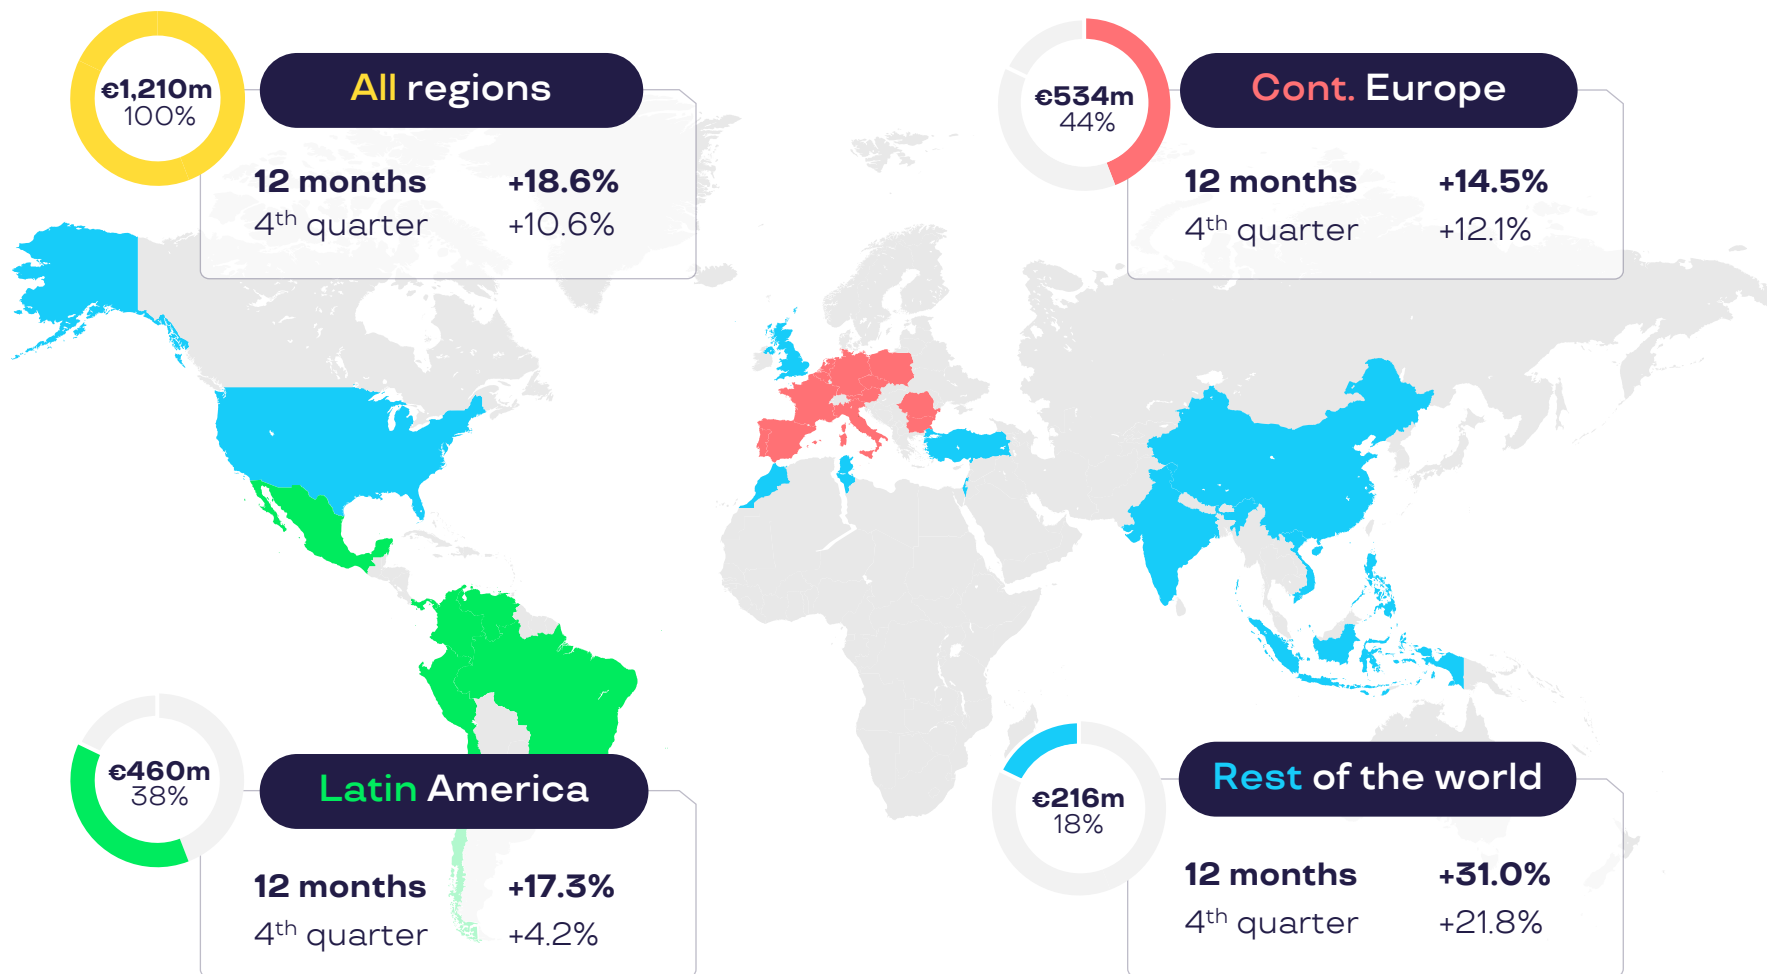 €1,210m
100%
All regions
12 months +18.6%
4th quarter +10.6%
€534m
44%
Cont. Europe
12 months +14.5%
4th quarter +12.1%
€460m
38%
Latin America
12 months +17.3%
4th quarter +4.2%
€216m
18%
Rest of the world
12 months +31.0%
4th quarter +21.8%